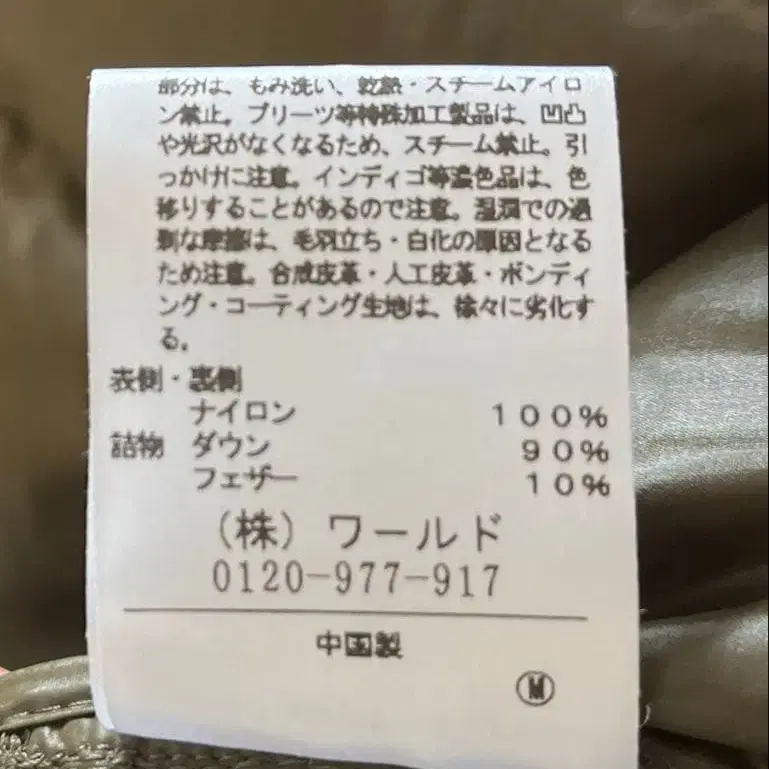 部分は、もみ洗い、乾熱・スチームアイロ
ン禁止。プリーツ等特殊加工製品は、凹凸
や光沢がなくなるため、スチーム禁止。引
っかけに注意。インディゴ等濃色品は、色
移りすることがあるので注意。湿潤での過
剰な摩擦は、毛羽立ち・白化の原因となる
ため注意。合成皮革・人工皮革・ボンディ
ング・コーティング生地は、徐々に劣化す
る。
表側・裏側
ナイロン 100%
詰物 ダウン 90%
フェザー 10%
(株) ワールド
0120-977-917
中国製
Ⓜ